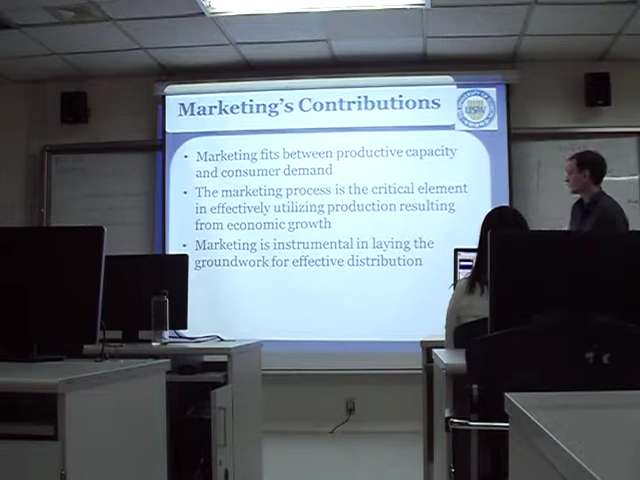 Marketing's Contributions
• Marketing fits between productive capacity
and consumer demand
• The marketing process is the critical element
in effectively utilizing production resulting
from economic growth
• Marketing is instrumental in laying the
groundwork for effective distribution